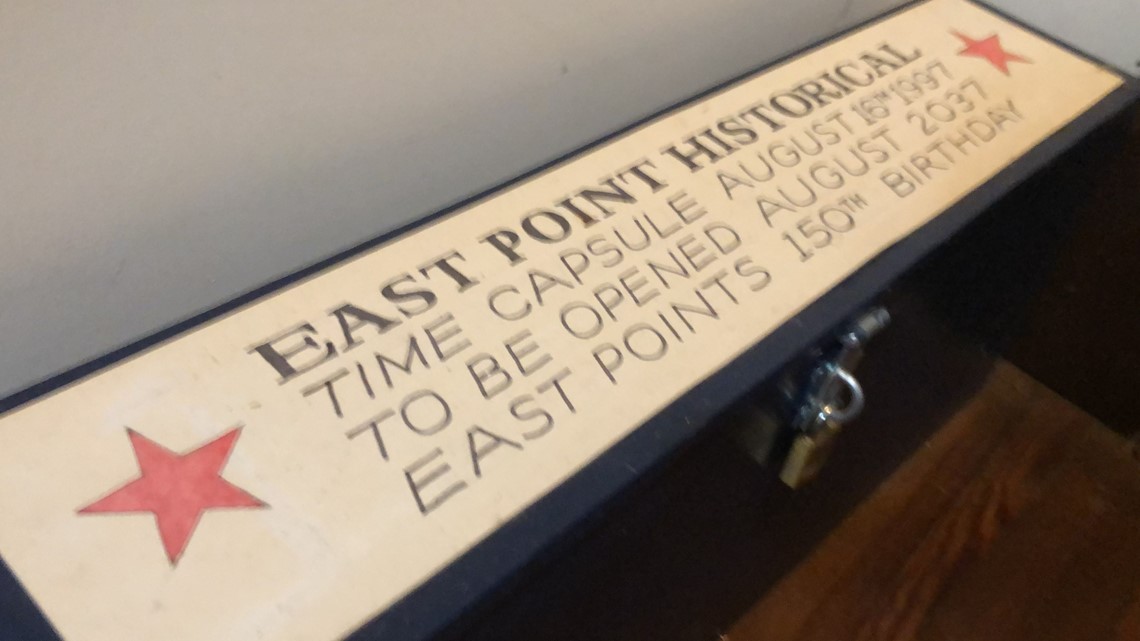 EAST POINT HISTORICAL
TIME CAPSULE AUGUST 16TH 1997
TO BE OPENED AUGUST 2037
EAST POINTS 150TH BIRTHDAY